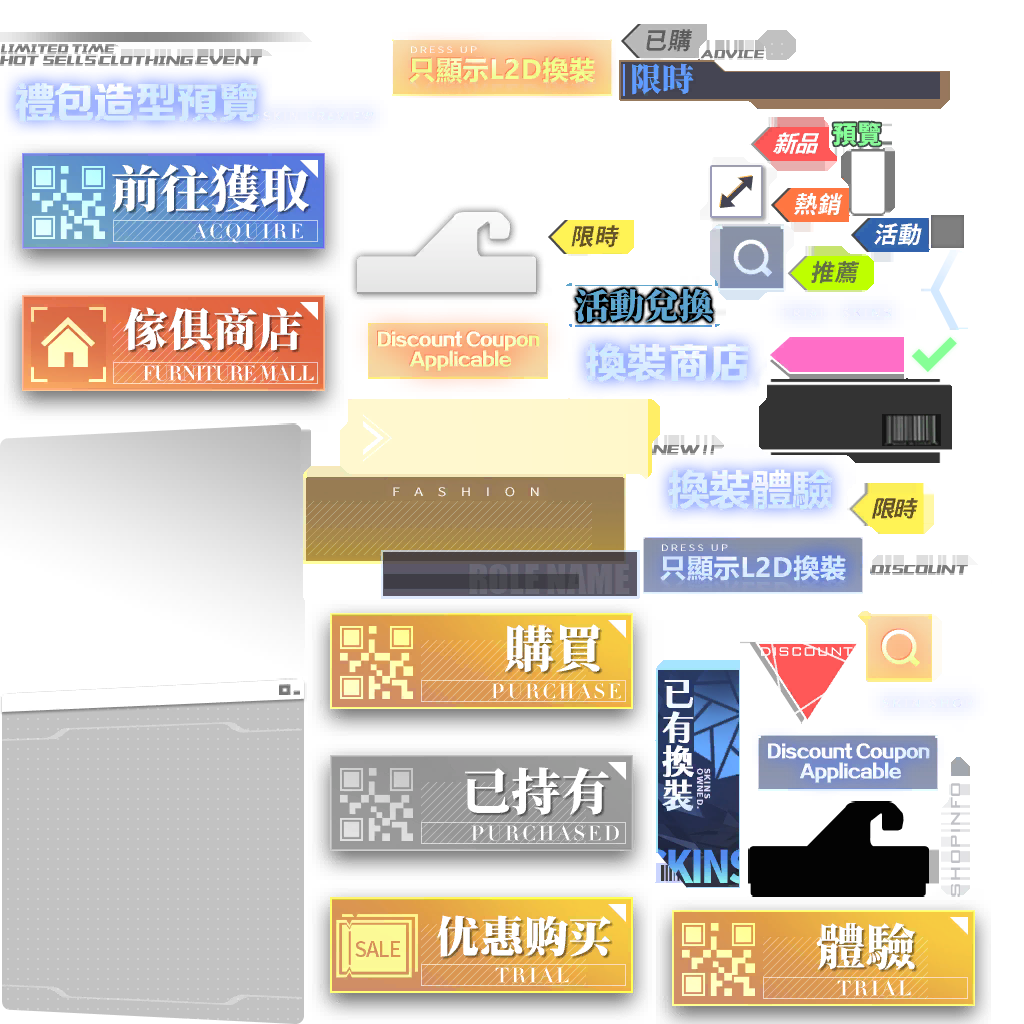 LIMITED TIME
HOT SELLS CLOTHING EVENT
禮包造型預覽
DRESS UP
只顯示L2D換裝
已購
ADVICE
限時
新品
預覽
前往獲取
ACQUIRE
熱銷
限時
活動
推薦
活動兌換
傢俱商店
FURNITURE MALL
Discount Coupon
Applicable
換裝商店
NEW!!
FASHION
換裝體驗
限時
DRESS UP
只顯示L2D換裝
DISCOUNT
ROLE NAME
購買
PURCHASE
DISCOUNT
已有換裝
SKINS
OWNED.
SKINS
Discount Coupon
Applicable
已持有
PURCHASED
SHOPINFO
优惠购买
SALE
TRIAL
體驗
TRIAL